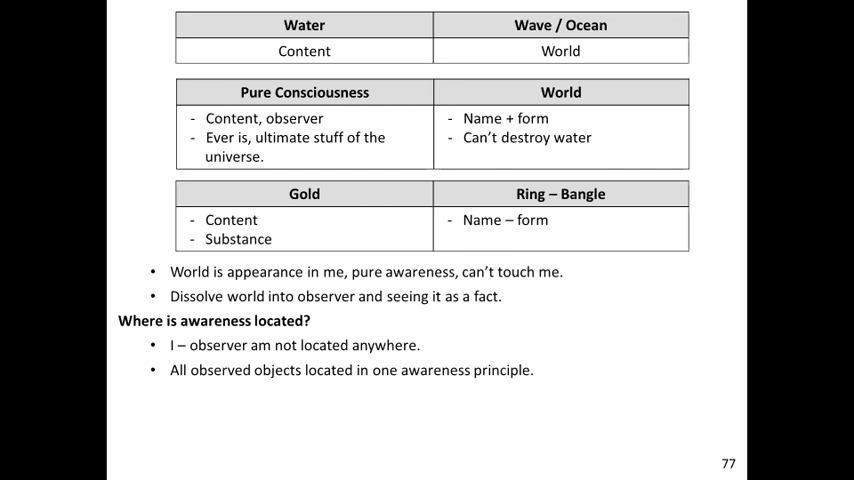 Water Wave / Ocean
Content World
Pure Consciousness World
- Content, observer - Name + form
- Ever is, ultimate stuff of the - Can't destroy water
universe.
Gold Ring – Bangle
- Content - Name – form
- Substance
• World is appearance in me, pure awareness, can't touch me.
• Dissolve world into observer and seeing it as a fact.
Where is awareness located?
• I – observer am not located anywhere.
• All observed objects located in one awareness principle.
77